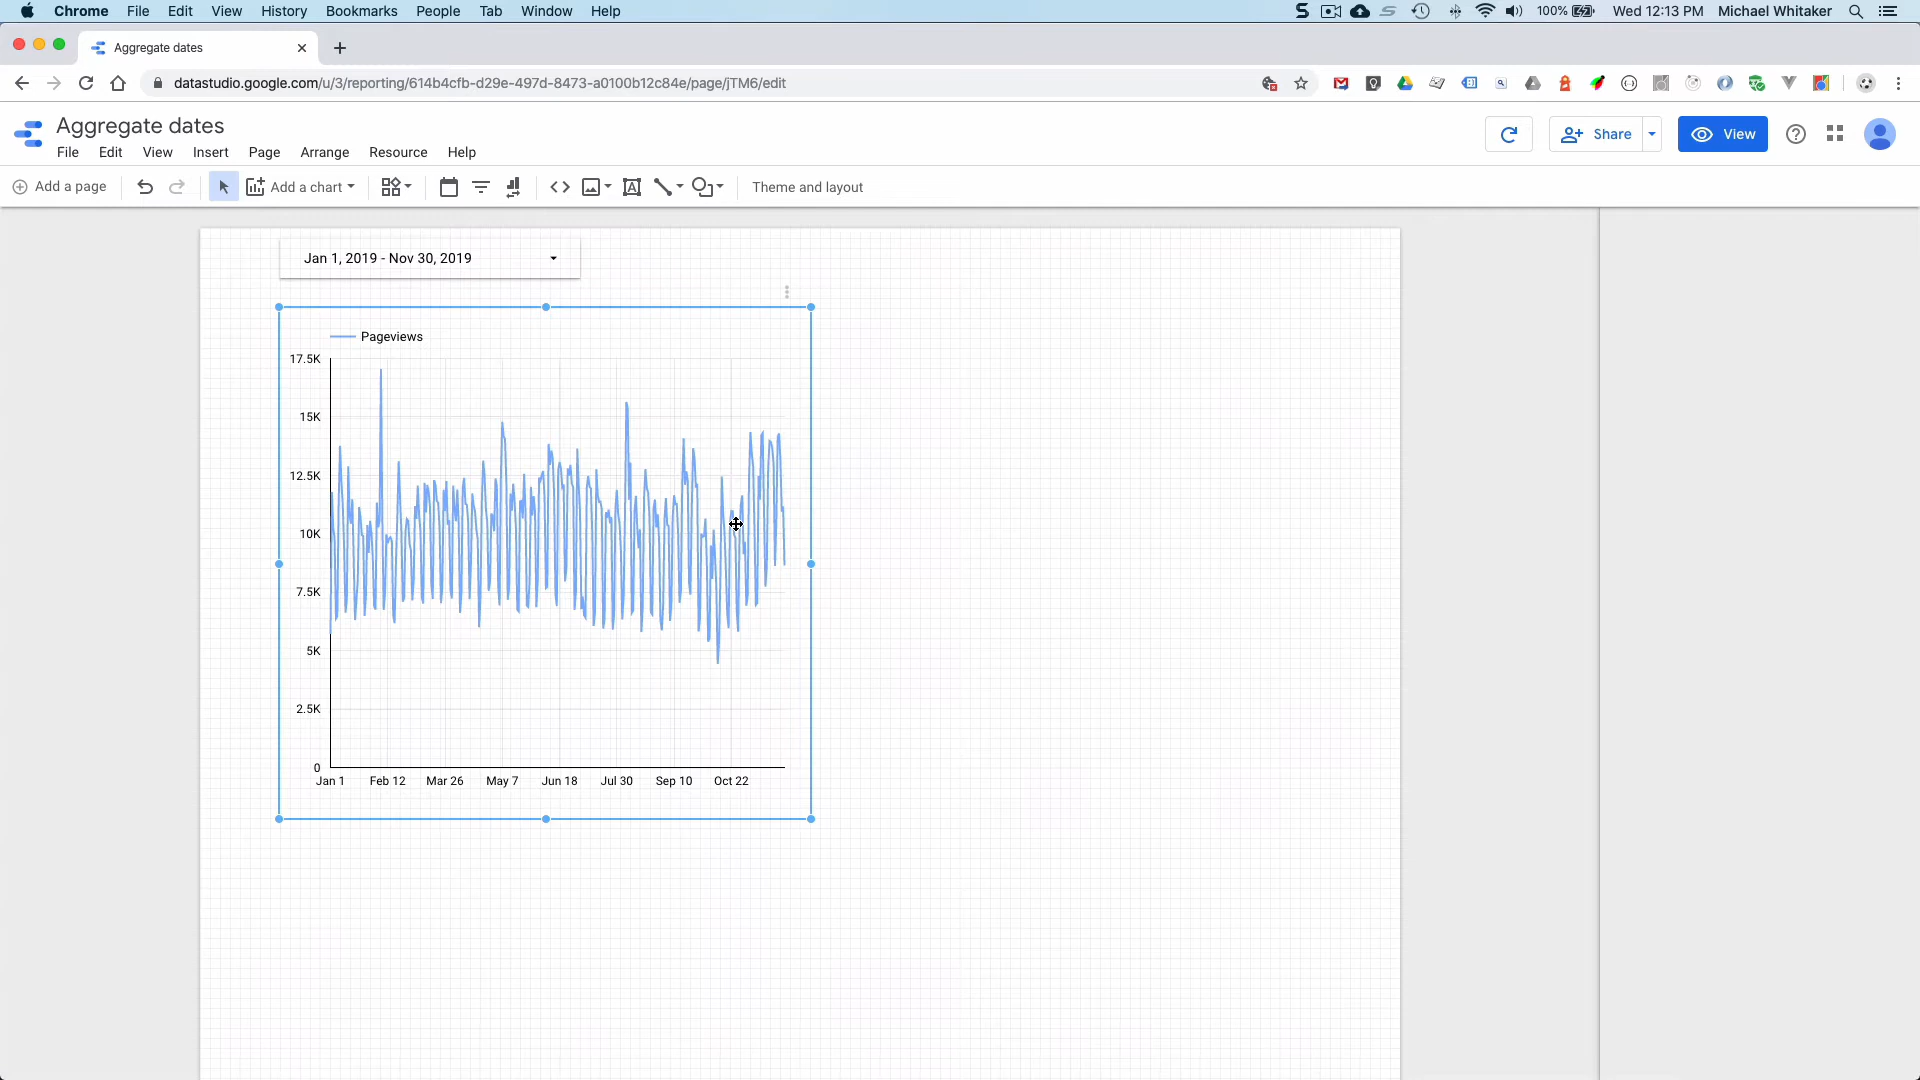 Chrome File Edit View History Bookmarks People Tab Window Help 100% Wed 12:13 PM Michael Whitaker
Aggregate dates
datastudio.google.com/u/3/reporting/614b4cfb-d29e-497d-8473-a0100b12c84e/page/jTM6/edit
Aggregate dates
File Edit View Insert Page Arrange Resource Help
Share View
Add a page Add a chart Theme and layout
Jan 1, 2019 - Nov 30, 2019
Pageviews
17.5K
15K
12.5K
10K
7.5K
5K
2.5K
0
Jan 1 Feb 12 Mar 26 May 7 Jun 18 Jul 30 Sep 10 Oct 22